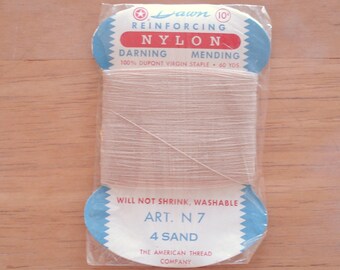 Dawn 10¢
REINFORCING
NYLON
DARNING MENDING
100% DUPONT VIRGIN STAPLE • 60 YDS.
WILL NOT SHRINK, WASHABLE
ART. N 7
4 SAND
THE AMERICAN THREAD
COMPANY